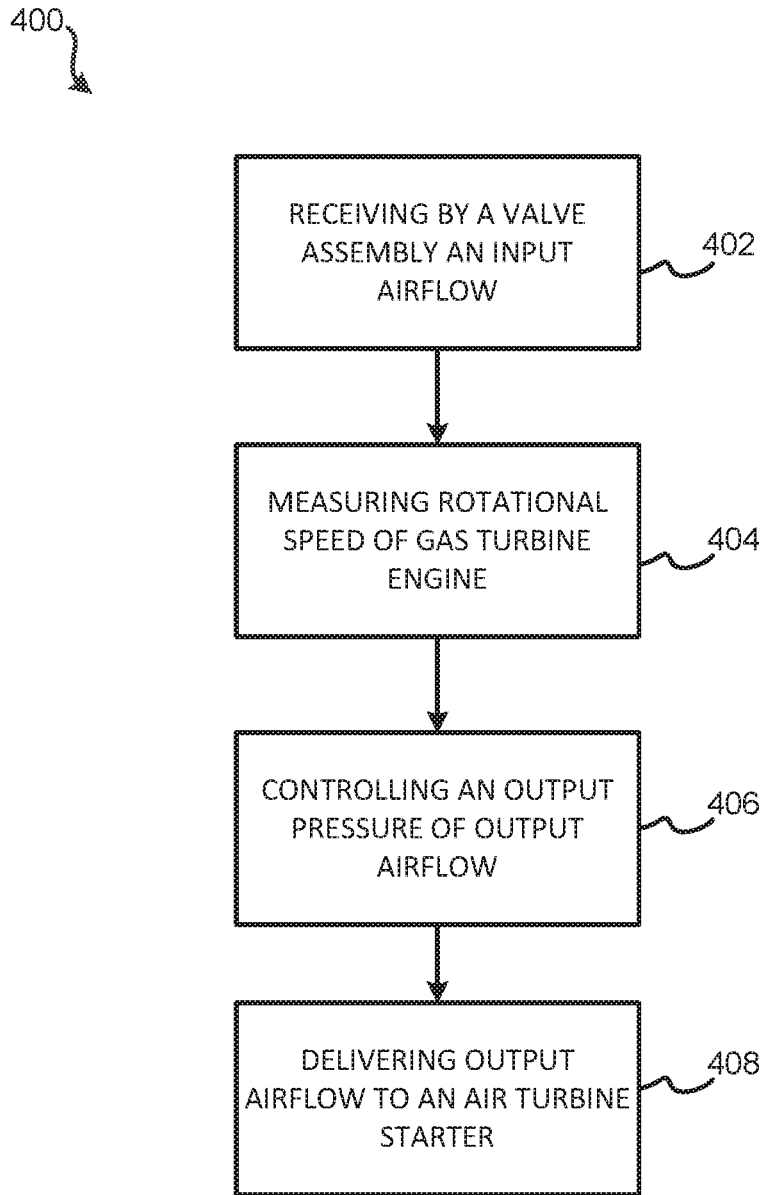 400
RECEIVING BY A VALVE
ASSEMBLY AN INPUT
AIRFLOW
402
MEASURING ROTATIONAL
SPEED OF GAS TURBINE
ENGINE
404
CONTROLLING AN OUTPUT
PRESSURE OF OUTPUT
AIRFLOW
406
DELIVERING OUTPUT
AIRFLOW TO AN AIR TURBINE
STARTER
408